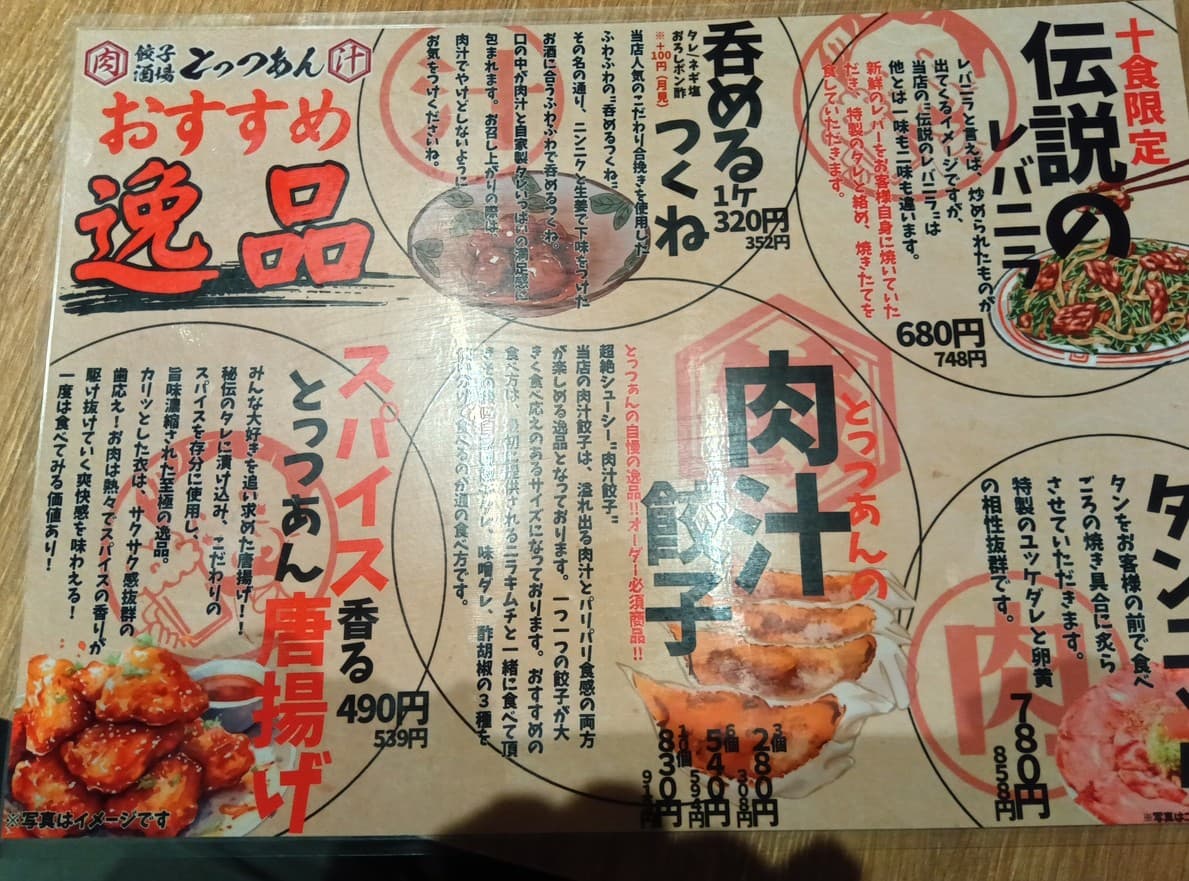 肉 餃子酒場 とっつあん 汁
おすすめ
逸品
十食限定
伝説の
レバニラ
レバニラと言えば、炒められたものが
出てくるイメージですが、
当店の"伝説のレバニラ"は
他とは一味も二味も違います。
新鮮のレバーをお客様自身に焼いていた
だき、特製のタレと絡め、焼きたてを
食していただきます。
680円
748円
呑める
つくね
1ケ
320円
352円
タレ・ネギ塩
おろしポン酢
※+100円(月見)
当店人気のこだわり合挽きを使用した
ふわふわの"呑めるつくね"
その名の通り、ニンニクと生姜で下味をつけた
お酒に合うふわふわで呑めるつくね。
口の中が肉汁と自家製タレいっぱいの満足感に
包まれます。お召し上がりの際は、
肉汁でやけどしないように
お気をつけくださいね。
タン
タンをお客様の前で食べ
ごろの焼き具合に炙ら
させていただきます。
特製のユッケダレと卵黄
の相性抜群です。
780円
858円
肉
※写真はイ
とっつぁんの
肉汁
餃子
とっつぁんの自慢の逸品!!オーダー必須商品!!
超絶シューシー"肉汁餃子"
当店の肉汁餃子は、溢れ出る肉汁とパリパリ食感の両方
が楽しめる逸品となっております。一つ一つの餃子が大
きく食べ応えのあるサイズになっております。おすすめの
食べ方は、最初に提供されるニラキムチと一緒に食べて頂
きその後に自家製餃子タレ、味噌ダレ、酢胡椒の3種を
付け分けて食べるのが通の食べ方です。
3個
280円
308円
6個
540円
594円
10個
830円
913円
スパイス香る
とっつあん唐揚げ
みんな大好きを追い求めた唐揚げ!!
秘伝のタレに漬け込み、こだわりの
スパイスを存分に使用し、
旨味濃縮された至極の逸品。
カリッとした衣は、サクサク感抜群の
歯応え!お肉は熱々でスパイスの香りが
駆け抜けていく爽快感を味わえる!
一度は食べてみる価値あり!
490円
539円
※写真はイメージです